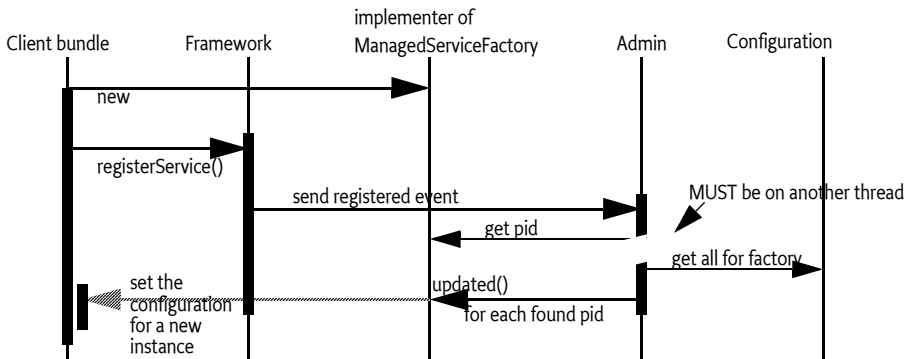 implementer of
Client bundle
Framework
ManagedServiceFactory
Admin
Configuration
new
registerService()
send registered event
MUST be on another thread
get pid
get all for factory
set the
configuration
for a new
instance
updated()
for each found pid